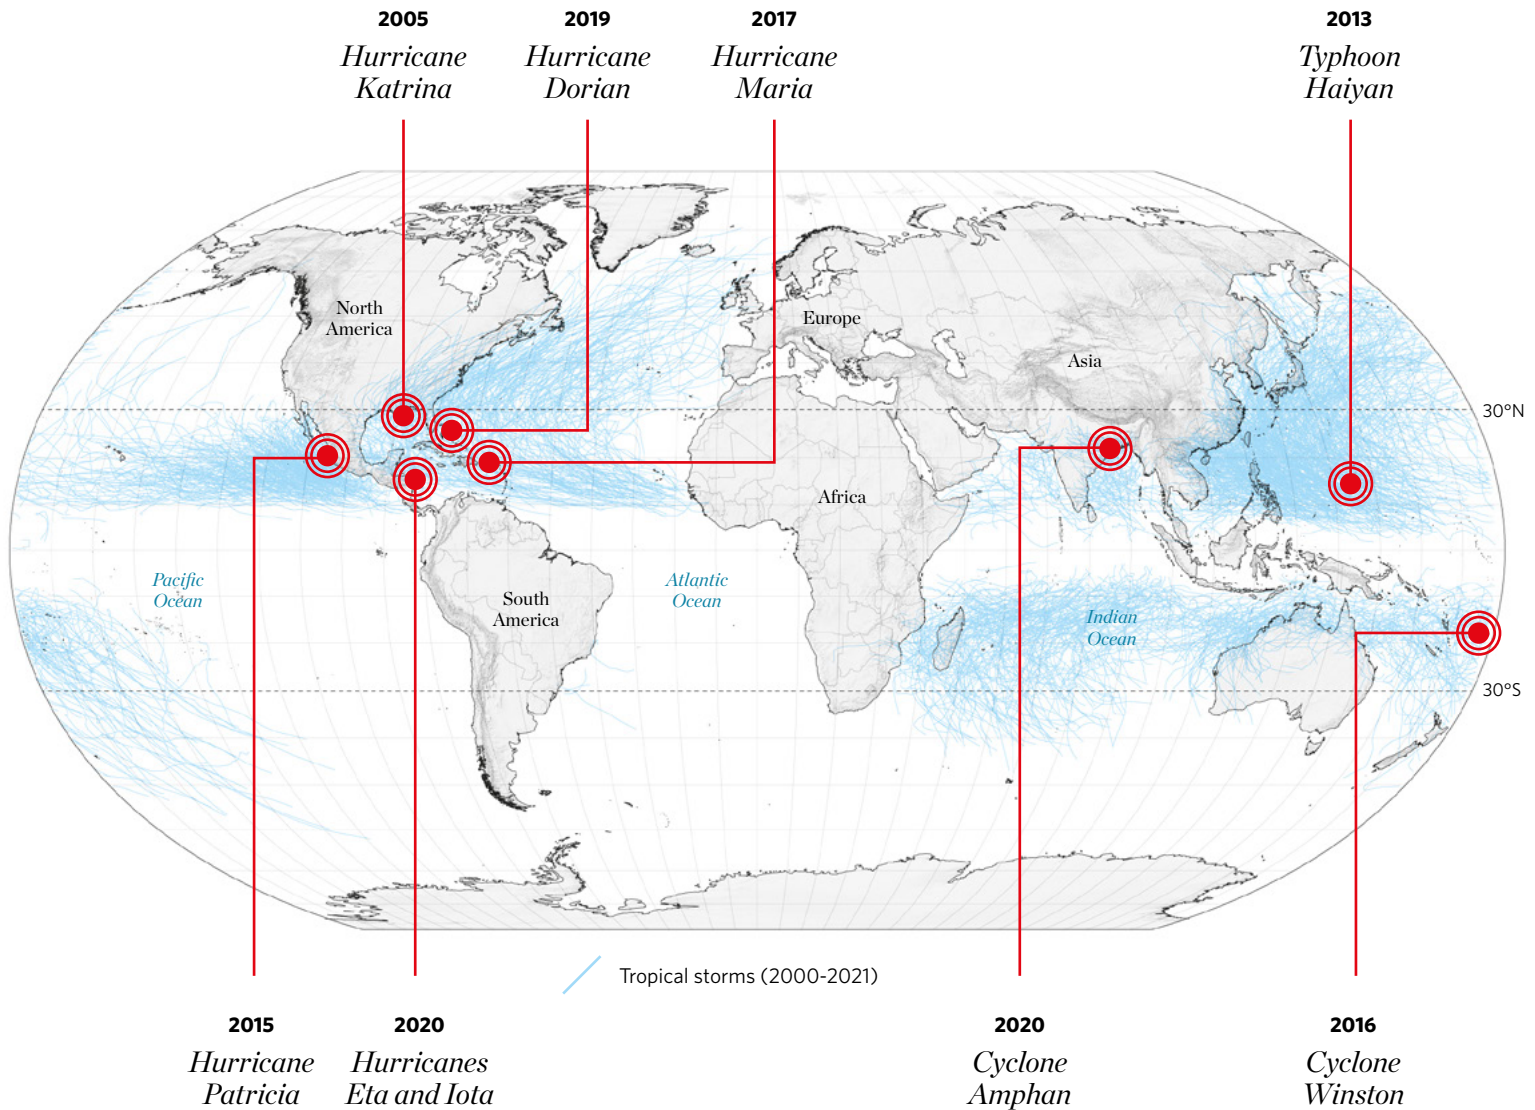 2005
Hurricane
Katrina
2019
Hurricane
Dorian
2017
Hurricane
Maria
2013
Typhoon
Haiyan
North
America
Europe
Asia
30°N
Africa
Pacific
Ocean
Atlantic
Ocean
South
America
Indian
Ocean
30°S
Tropical storms (2000-2021)
2015
Hurricane
Patricia
2020
Hurricanes
Eta and Iota
2020
Cyclone
Amphan
2016
Cyclone
Winston